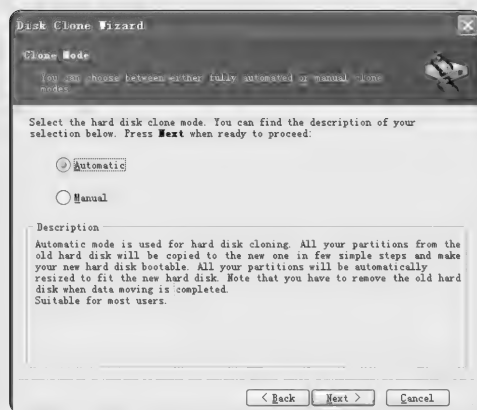 Disk Clone Wizard
Clone Mode
You can choose between either fully automated or manual clone
modes
Select the hard disk clone mode. You can find the description of your
selection below. Press Next when ready to proceed:
Automatic
Manual
Description
Automatic mode is used for hard disk cloning. All your partitions from the
old hard disk will be copied to the new one in few simple steps and make
your new hard disk bootable. All your partitions will be automatically
resized to fit the new hard disk. Note that you have to remove the old hard
disk when data moving is completed.
Suitable for most users.
< Back Next > Cancel